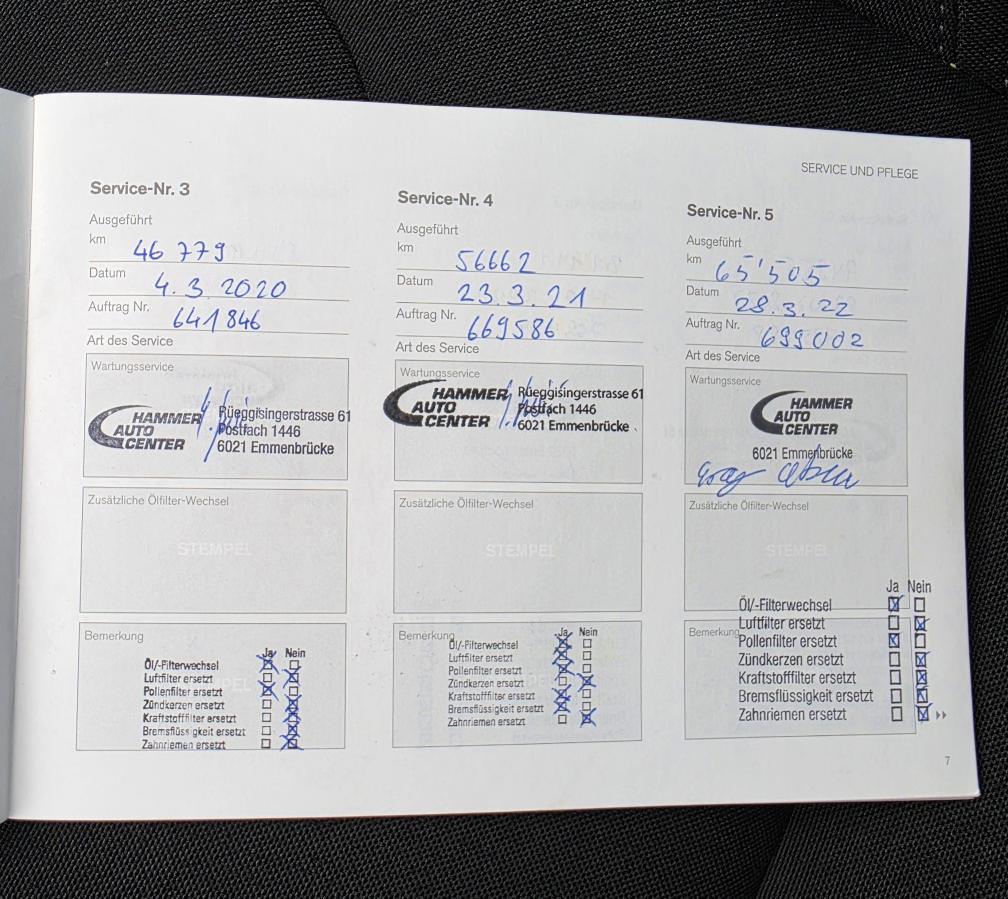 SERVICE UND PFLEGE
Service-Nr. 3
Ausgeführt
km 46 779
Datum 4.3.2020
Auftrag Nr. 641846
Art des Service
Wartungsservice
HAMMER AUTO CENTER
Rüeggisingerstrasse 61
Postfach 1446
6021 Emmenbrücke
Zusätzliche Ölfilter-Wechsel
STEMPEL
Bemerkung
Ja Nein
Öl/-Filterwechsel
Luftfilter ersetzt
Pollenfilter ersetzt
Zündkerzen ersetzt
Kraftstofffilter ersetzt
Bremsflüssigkeit ersetzt
Zahnriemen ersetzt
Service-Nr. 4
Ausgeführt
km 56662
Datum 23.3.21
Auftrag Nr. 669586
Art des Service
Wartungsservice
HAMMER AUTO CENTER
Rüeggisingerstrasse 61
Postfach 1446
6021 Emmenbrücke
Zusätzliche Ölfilter-Wechsel
STEMPEL
Bemerkung
Ja Nein
Öl/-Filterwechsel
Luftfilter ersetzt
Pollenfilter ersetzt
Zündkerzen ersetzt
Kraftstofffilter ersetzt
Bremsflüssigkeit ersetzt
Zahnriemen ersetzt
Service-Nr. 5
Ausgeführt
km 65'505
Datum 28.3.22
Auftrag Nr. 699002
Art des Service
Wartungsservice
HAMMER AUTO CENTER
6021 Emmenbrücke
Zusätzliche Ölfilter-Wechsel
STEMPEL
Bemerkung
Ja Nein
Öl/-Filterwechsel
Luftfilter ersetzt
Pollenfilter ersetzt
Zündkerzen ersetzt
Kraftstofffilter ersetzt
Bremsflüssigkeit ersetzt
Zahnriemen ersetzt
7